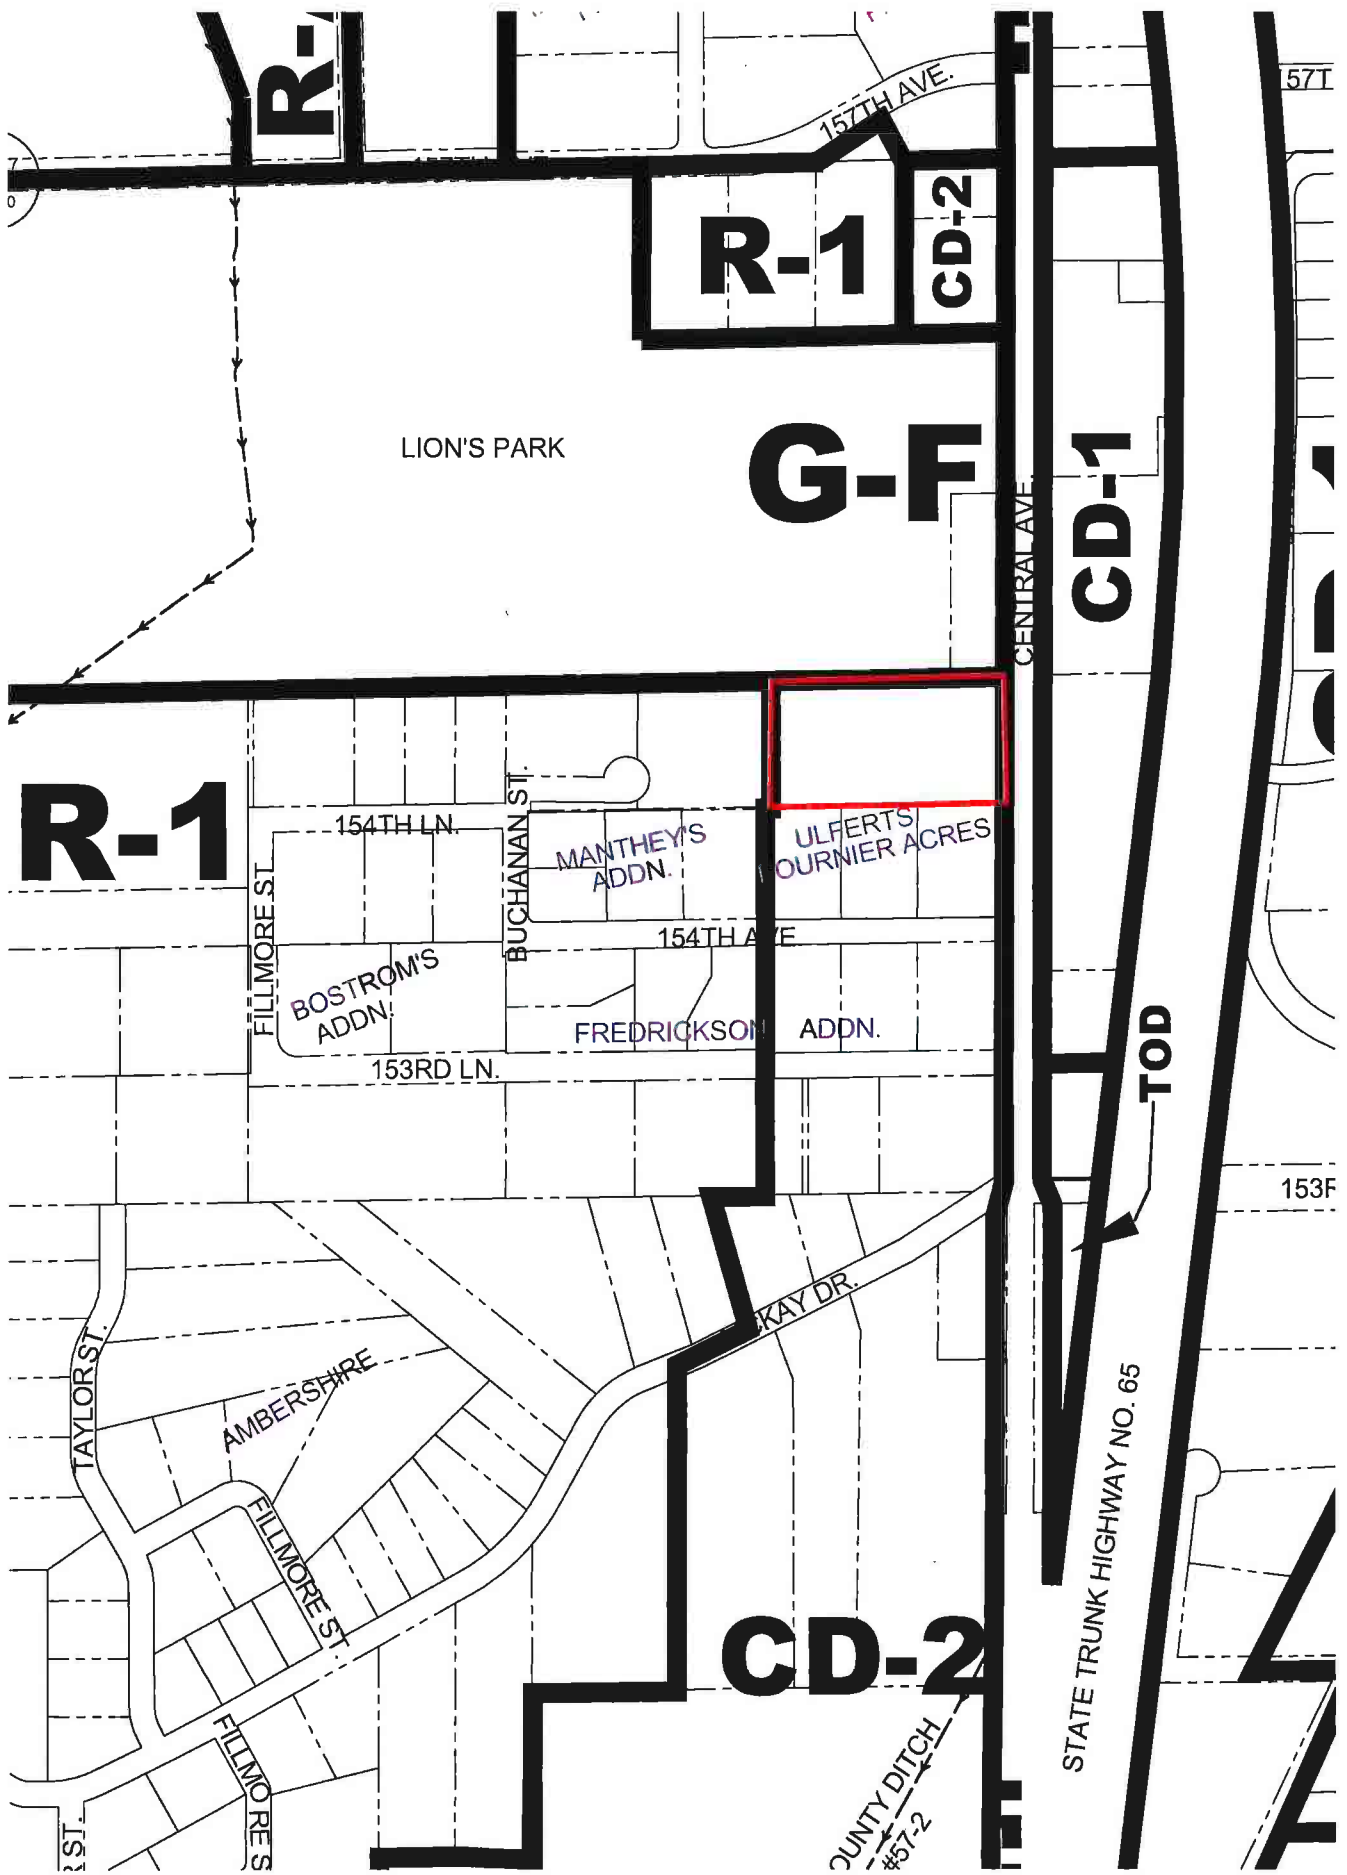 157TH AVE.
57T
R-1
CD-2
LION'S PARK
G-F
CENTRAL AVE.
CD-1
R-1
154TH LN.
BUCHANAN ST.
MANTHEY'S
ADDN.
ULFERTS
OURNIER ACRES
FILLMORE ST
154TH AVE
BOSTROM'S
ADDN.
FREDRICKSON ADDN.
153RD LN.
TOD
153R
KAY DR.
TAYLOR ST.
AMBERSHIRE
STATE TRUNK HIGHWAY NO. 65
FILLMORE ST.
CD-2
FILLMORE S
OUNTY DITCH
#57-2
R ST.